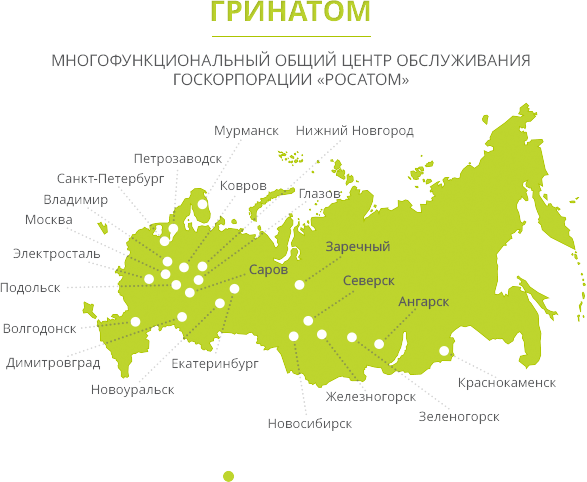 ГРИНАТОМ
МНОГОФУНКЦИОНАЛЬНЫЙ ОБЩИЙ ЦЕНТР ОБСЛУЖИВАНИЯ
ГОСКОРПОРАЦИИ «РОСАТОМ»
Мурманск
Нижний Новгород
Петрозаводск
Санкт-Петербург
Ковров
Глазов
Владимир
Москва
Электросталь
Заречный
Саров
Северск
Подольск
Ангарск
Волгодонск
Димитровград
Екатеринбург
Новоуральск
Краснокаменск
Железногорск
Зеленогорск
Новосибирск